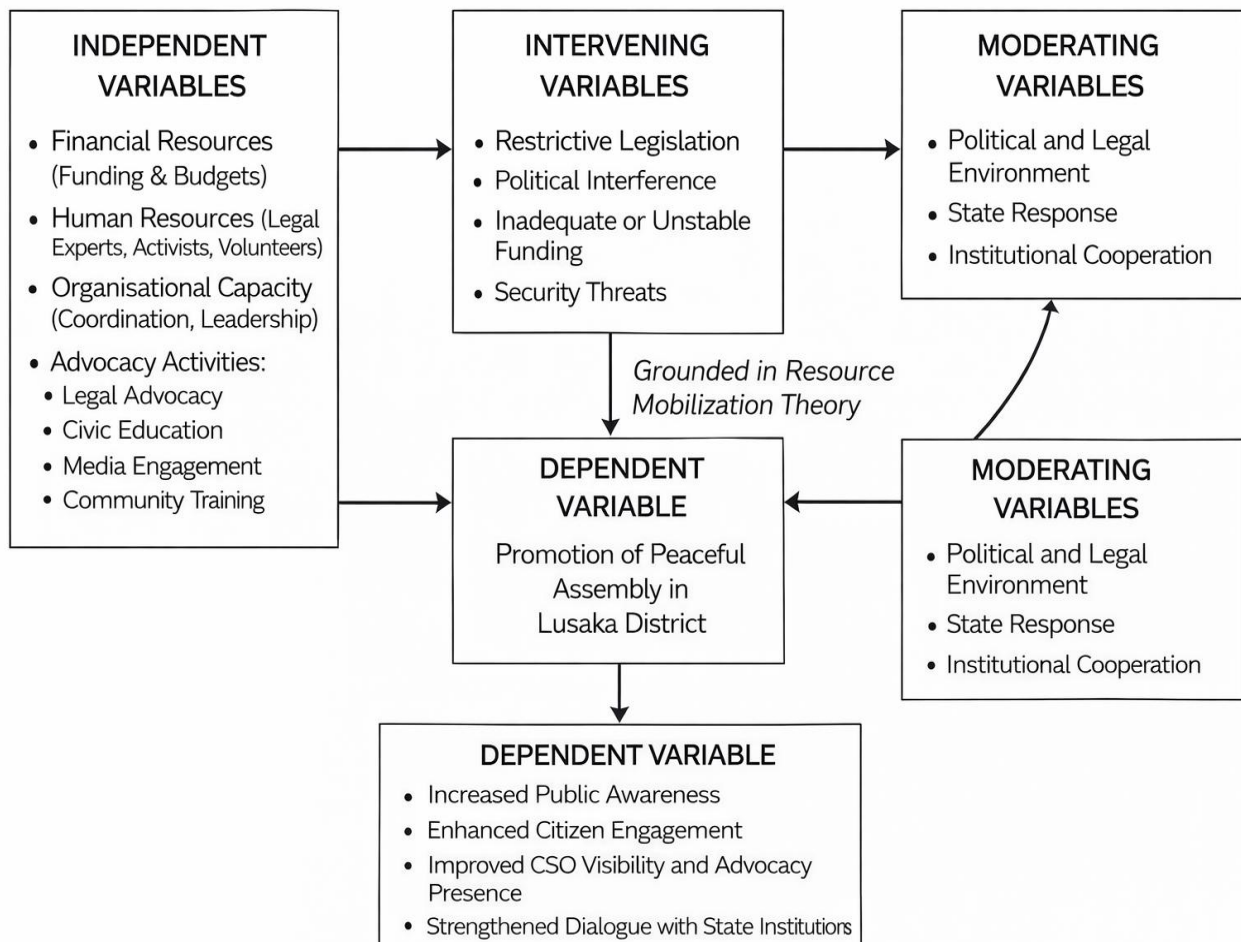 INDEPENDENT
VARIABLES
• Financial Resources
(Funding & Budgets)
• Human Resources (Legal
Experts, Activists, Volunteers)
• Organisational Capacity
(Coordination, Leadership)
• Advocacy Activities:
• Legal Advocacy
• Civic Education
• Media Engagement
• Community Training
INTERVENING
VARIABLES
• Restrictive Legislation
• Political Interference
• Inadequate or Unstable
Funding
• Security Threats
MODERATING
VARIABLES
• Political and Legal
Environment
• State Response
• Institutional Cooperation
Grounded in Resource
Mobilization Theory
DEPENDENT
VARIABLE
Promotion of Peaceful
Assembly in
Lusaka District
MODERATING
VARIABLES
• Political and Legal
Environment
• State Response
• Institutional Cooperation
DEPENDENT VARIABLE
• Increased Public Awareness
• Enhanced Citizen Engagement
• Improved CSO Visibility and Advocacy
Presence
• Strengthened Dialogue with State Institutions